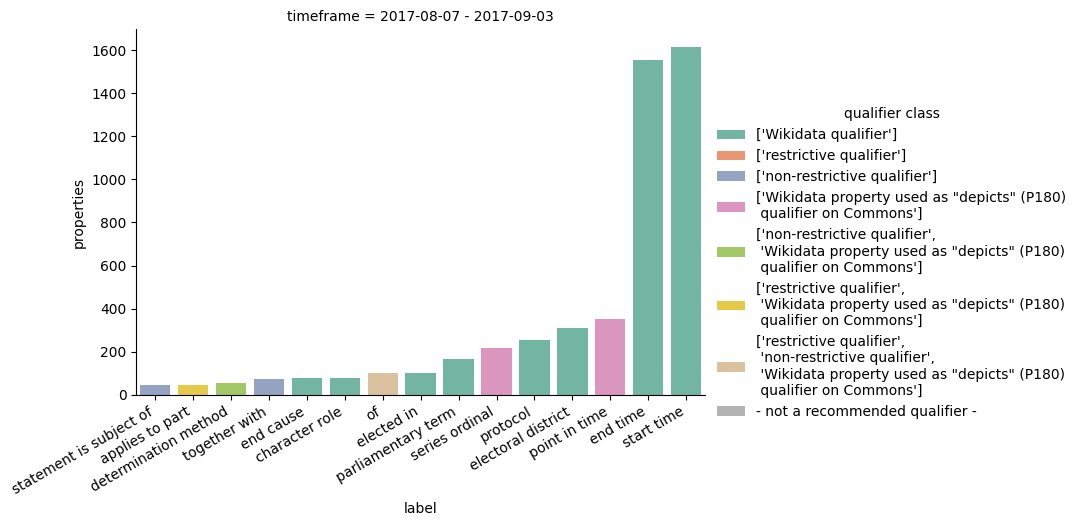 timeframe = 2017-08-07 - 2017-09-03
properties
1600
1400
1200
1000
800
600
400
200
0
statement is subject of
applies to part
determination method
together with
end cause
character role
of
elected in
parliamentary term
series ordinal
protocol
electoral district
point in time
end time
start time
label
qualifier class
['Wikidata qualifier']
['restrictive qualifier']
['non-restrictive qualifier']
['Wikidata property used as "depicts" (P180)
qualifier on Commons']
['non-restrictive qualifier',
'Wikidata property used as "depicts" (P180)
qualifier on Commons']
['restrictive qualifier',
'Wikidata property used as "depicts" (P180)
qualifier on Commons']
['restrictive qualifier',
'non-restrictive qualifier',
'Wikidata property used as "depicts" (P180)
qualifier on Commons']
- not a recommended qualifier -